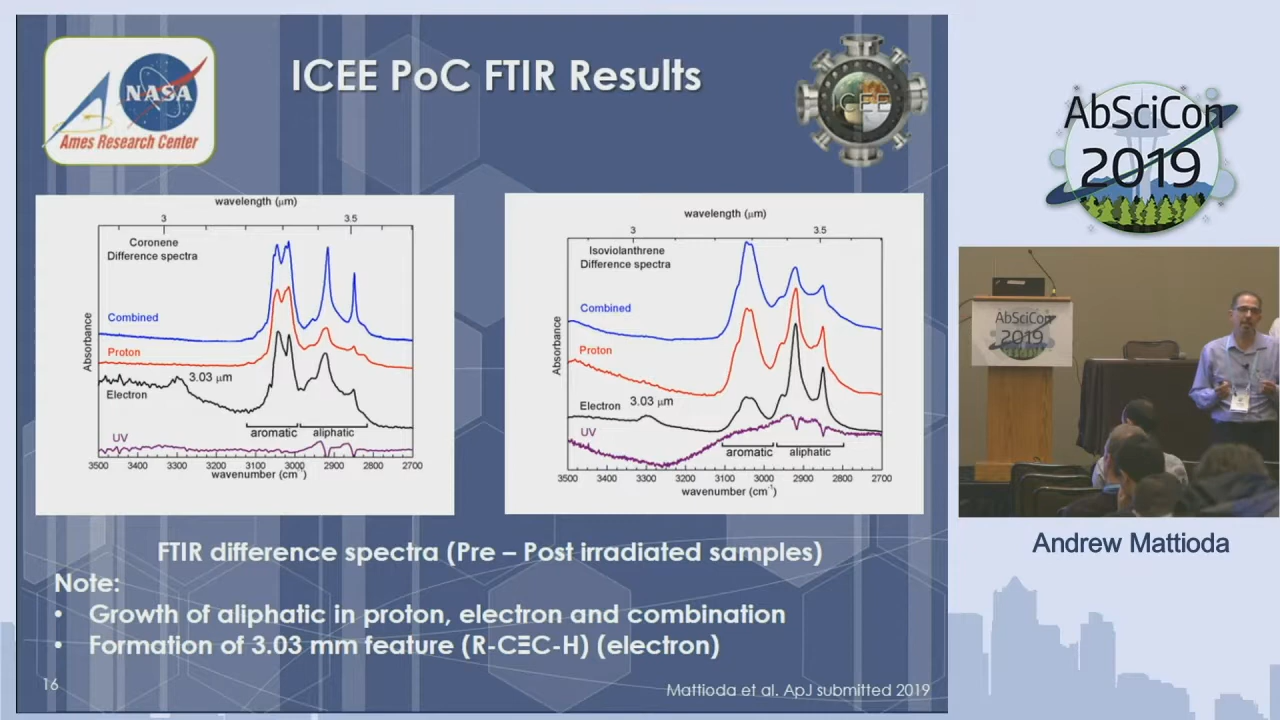 ICEE PoC FTIR Results
NASA
Ames Research Center
ICEE
AbSciCon
2019
wavelength (μm)
3 3.5
Coronene
Difference spectra
Combined
Proton
3.03 μm
Electron
UV
aromatic aliphatic
Absorbance
3500 3400 3300 3200 3100 3000 2900 2800 2700
wavenumber (cm⁻¹)
wavelength (μm)
3 3.5
Isoviolanthrene
Difference spectra
Combined
Proton
Electron 3.03 μm
UV
aromatic aliphatic
Absorbance
3500 3400 3300 3200 3100 3000 2900 2800 2700
wavenumber (cm⁻¹)
AbSciCon
2019
Andrew Mattioda
FTIR difference spectra (Pre – Post irradiated samples)
Note:
• Growth of aliphatic in proton, electron and combination
• Formation of 3.03 mm feature (R-CΞC-H) (electron)
16
Mattioda et al. ApJ submitted 2019